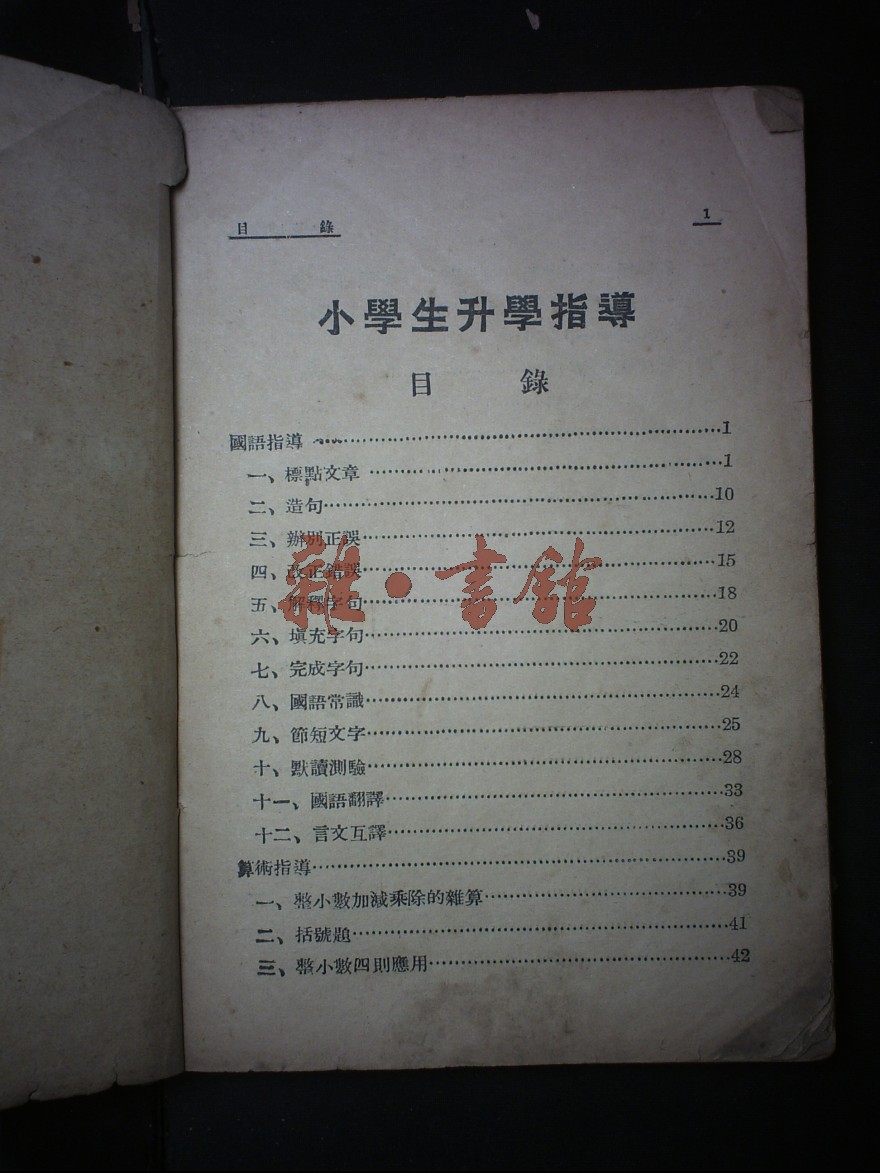 目 錄 1
小學生升學指導
目 錄
國語指導……1
一、標點文章……1
二、造句……10
三、辦別正誤……12
四、改正錯誤……15
五、解釋字句……18
六、填充字句……20
七、完成字句……22
八、國語常識……24
九、節短文字……25
十、默讀測驗……28
十一、國語翻譯……33
十二、言文互譯……36
算術指導……39
一、整小數加減乘除的雜算……39
二、括號題……41
三、整小數四則應用……42
雜·書館